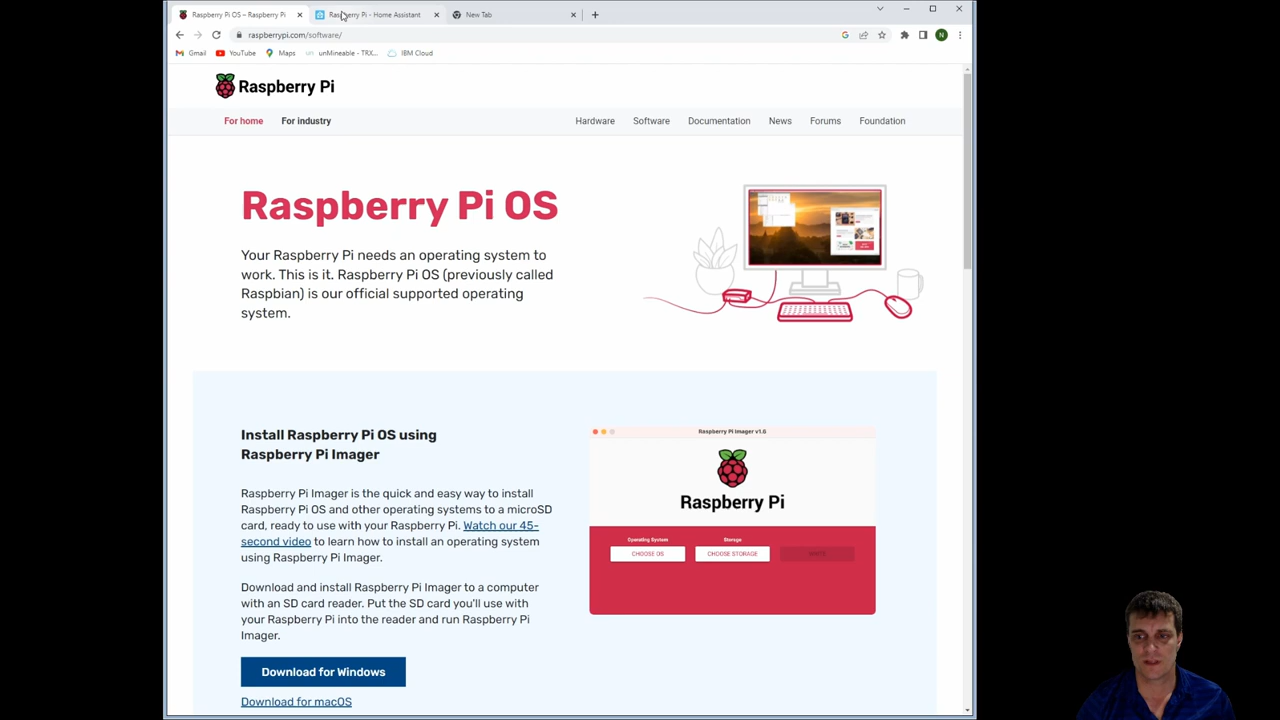 Raspberry Pi OS – Raspberry Pi
Raspberry Pi - Home Assistant
New Tab
raspberrypi.com/software/
N
Gmail
YouTube
Maps
unMineable - TRX...
IBM Cloud
Raspberry Pi
For home
For industry
Hardware
Software
Documentation
News
Forums
Foundation
Raspberry Pi OS
Your Raspberry Pi needs an operating system to
work. This is it. Raspberry Pi OS (previously called
Raspbian) is our official supported operating
system.
Install Raspberry Pi OS using
Raspberry Pi Imager
Raspberry Pi Imager is the quick and easy way to install
Raspberry Pi OS and other operating systems to a microSD
card, ready to use with your Raspberry Pi. Watch our 45-
second video to learn how to install an operating system
using Raspberry Pi Imager.
Download and install Raspberry Pi Imager to a computer
with an SD card reader. Put the SD card you'll use with
your Raspberry Pi into the reader and run Raspberry Pi
Imager.
Download for Windows
Download for macOS
Raspberry Pi Imager v1.6
Raspberry Pi
Operating System
Storage
CHOOSE OS
CHOOSE STORAGE
WRITE